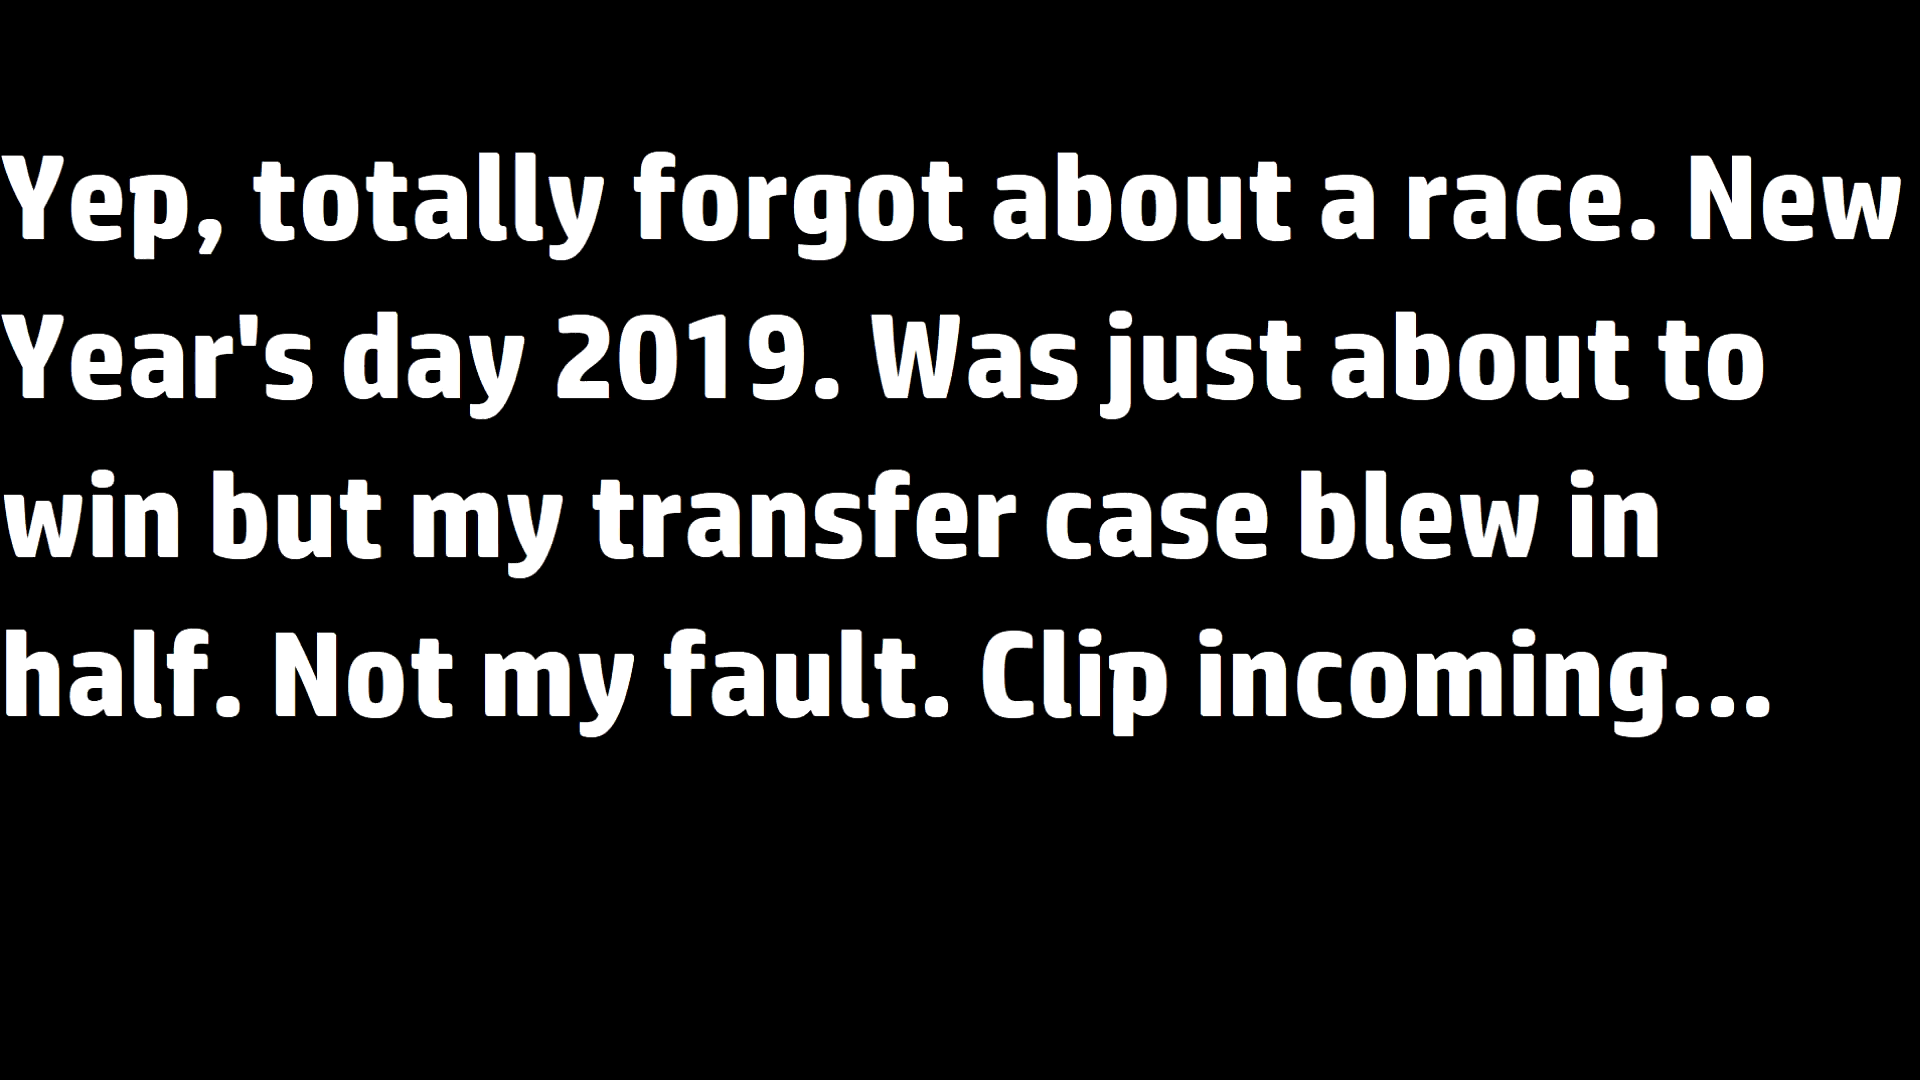 Yep, totally forgot about a race. New
Year's day 2019. Was just about to
win but my transfer case blew in
half. Not my fault. Clip incoming...